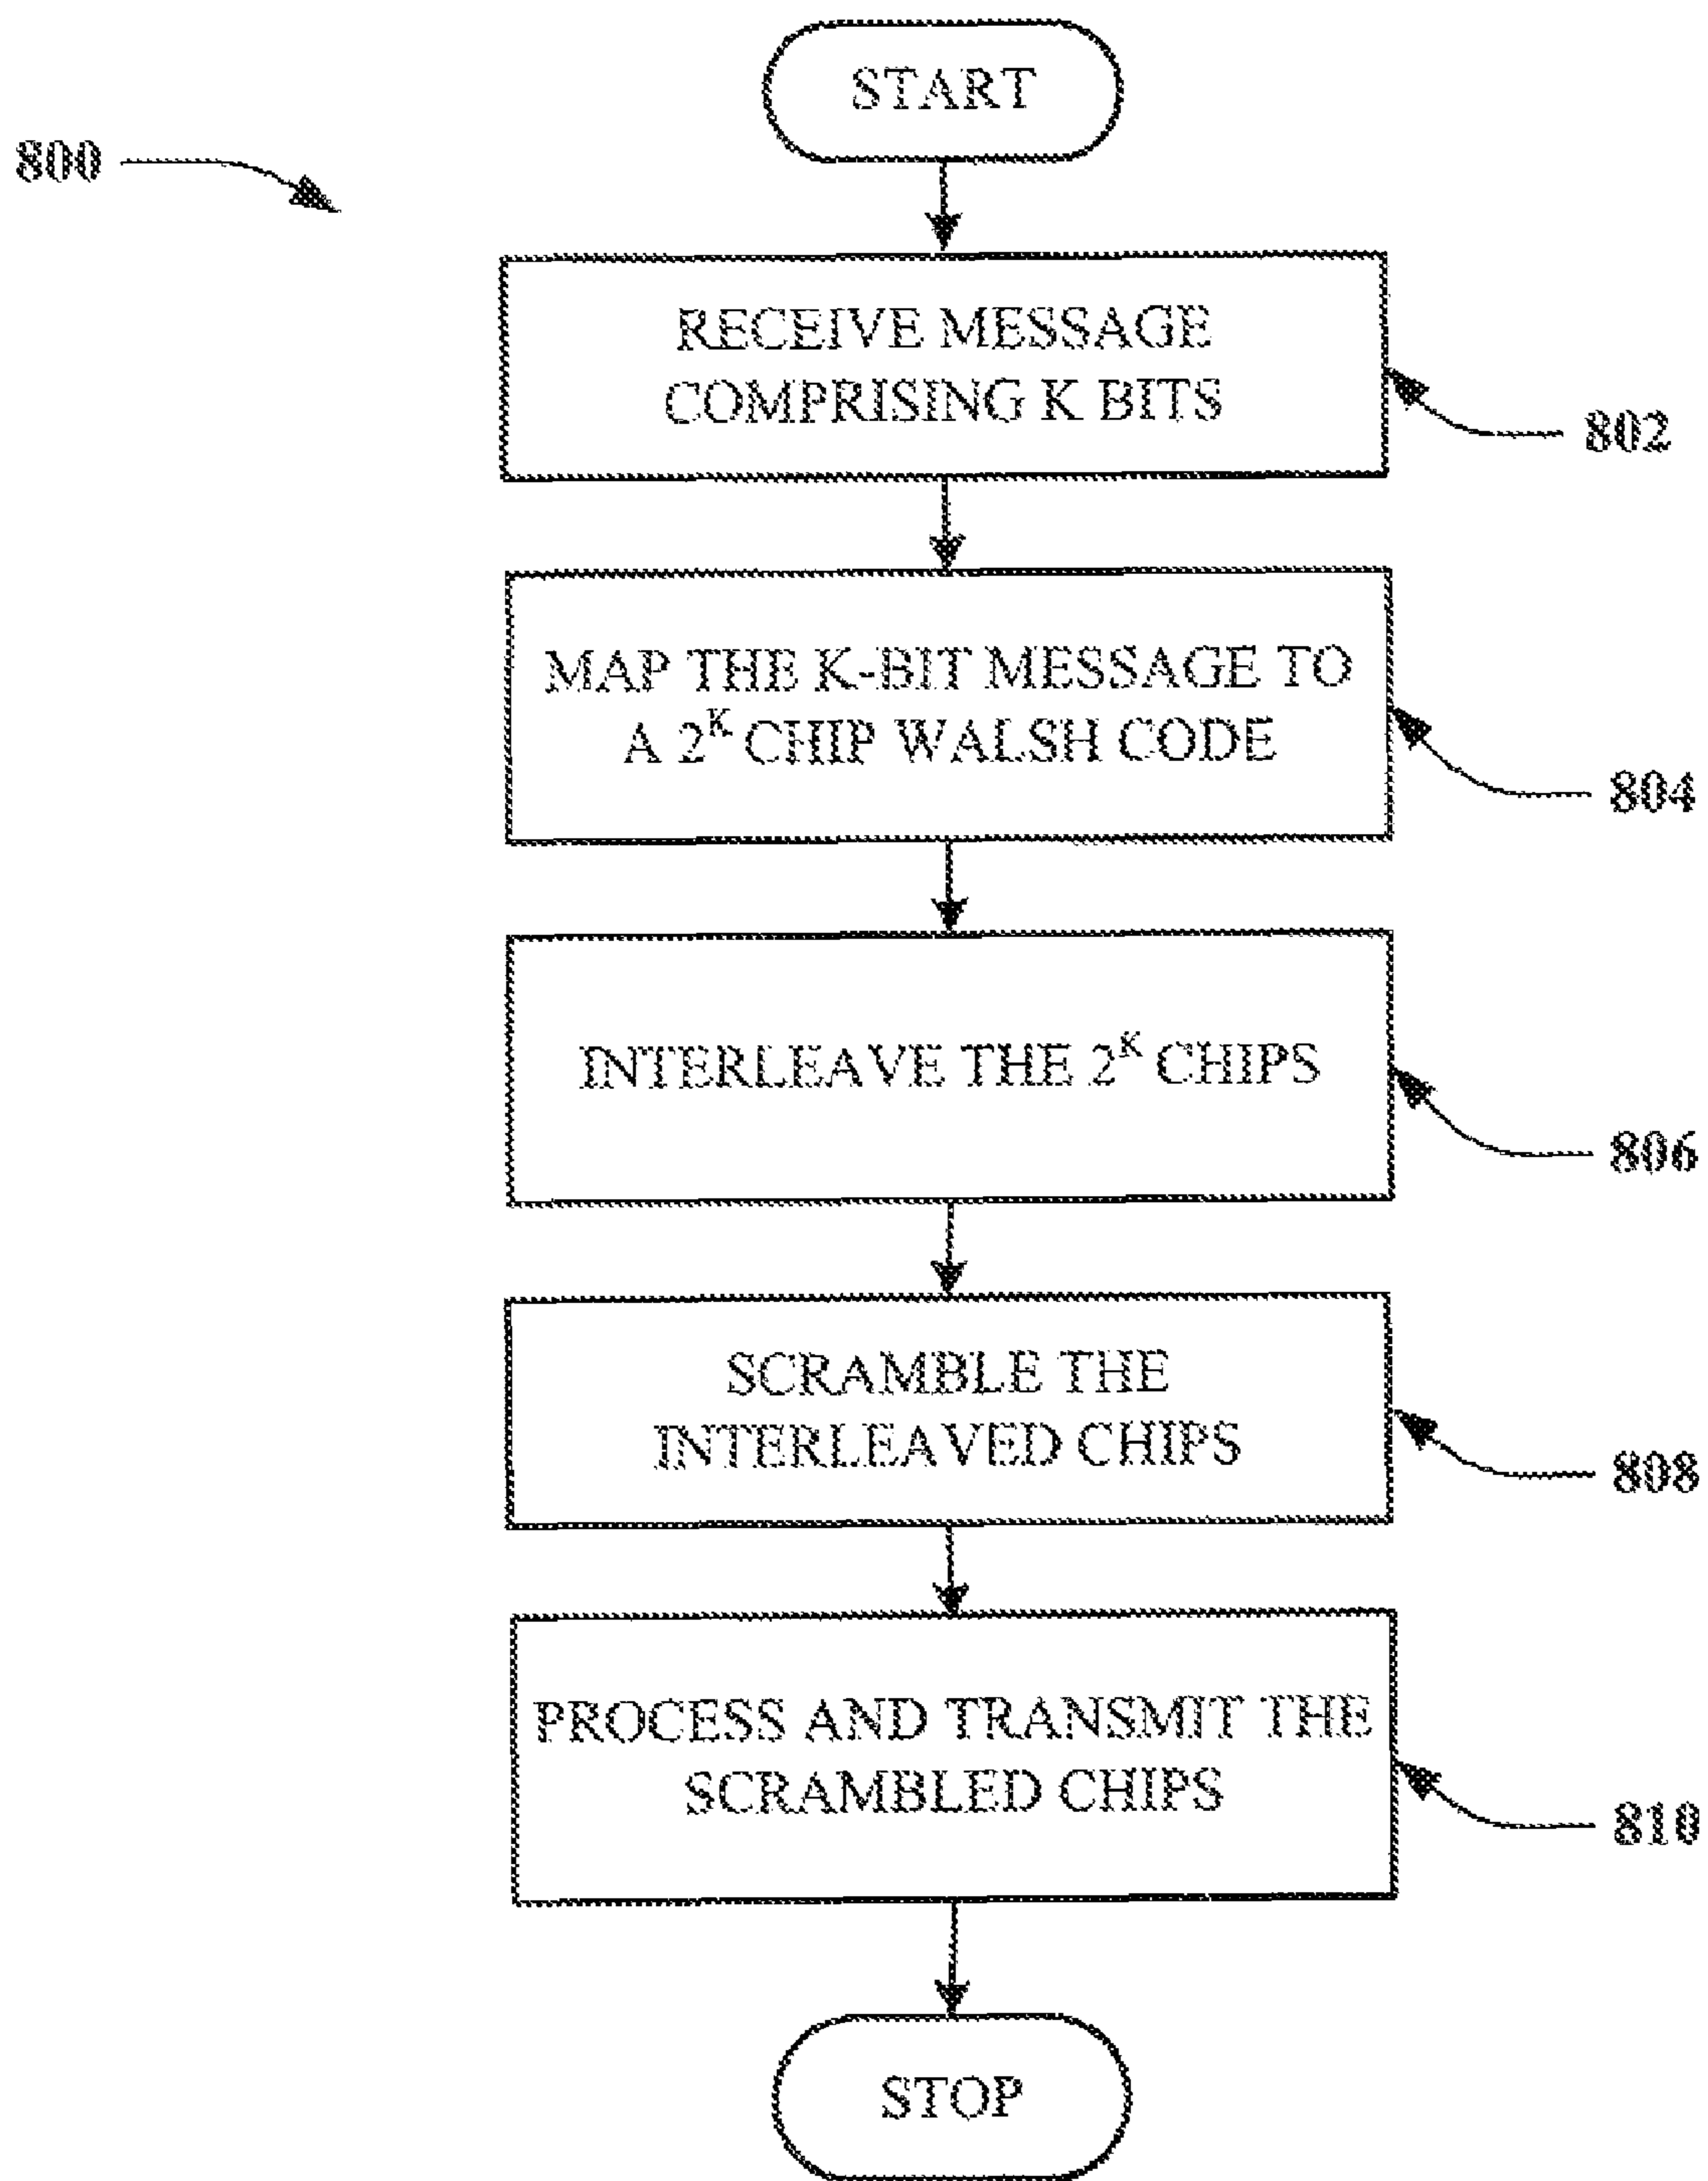 START
800
RECEIVE MESSAGE
COMPRISING K BITS
802
MAP THE K-BIT MESSAGE TO
A 2^K CHIP WALSH CODE
804
INTERLEAVE THE 2^K CHIPS
806
SCRAMBLE THE
INTERLEAVED CHIPS
808
PROCESS AND TRANSMIT THE
SCRAMBLED CHIPS
810
STOP